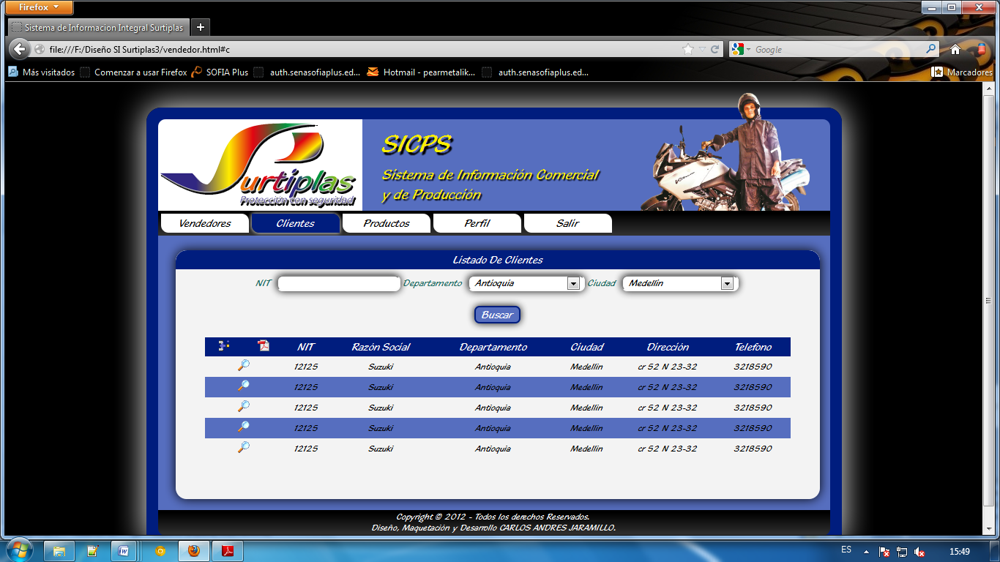 Firefox
Sistema de Informacion Integral Surtiplas
file:///F:/Diseño SI Surtiplas3/vendedor.html#c
Google
Más visitados Comenzar a usar Firefox SOFIA Plus auth.senasofiaplus.ed... Hotmail - pearmetalik... auth.senasofiaplus.ed... Marcadores
urtiplas
Protección con seguridad
SICPS
Sistema de Información Comercial
y de Producción
Vendedores Clientes Productos Perfil Salir
Listado De Clientes
NIT Departamento Antioquia Ciudad Medellin
Buscar
NIT Razón Social Departamento Ciudad Dirección Telefono
12125 Suzuki Antioquia Medellin cr 52 N 23-32 3218590
12125 Suzuki Antioquia Medellin cr 52 N 23-32 3218590
12125 Suzuki Antioquia Medellin cr 52 N 23-32 3218590
12125 Suzuki Antioquia Medellin cr 52 N 23-32 3218590
12125 Suzuki Antioquia Medellin cr 52 N 23-32 3218590
Copyright © 2012 - Todos los derechos Reservados.
Diseño, Maquetación y Desarrollo CARLOS ANDRES JARAMILLO.
ES 15:49